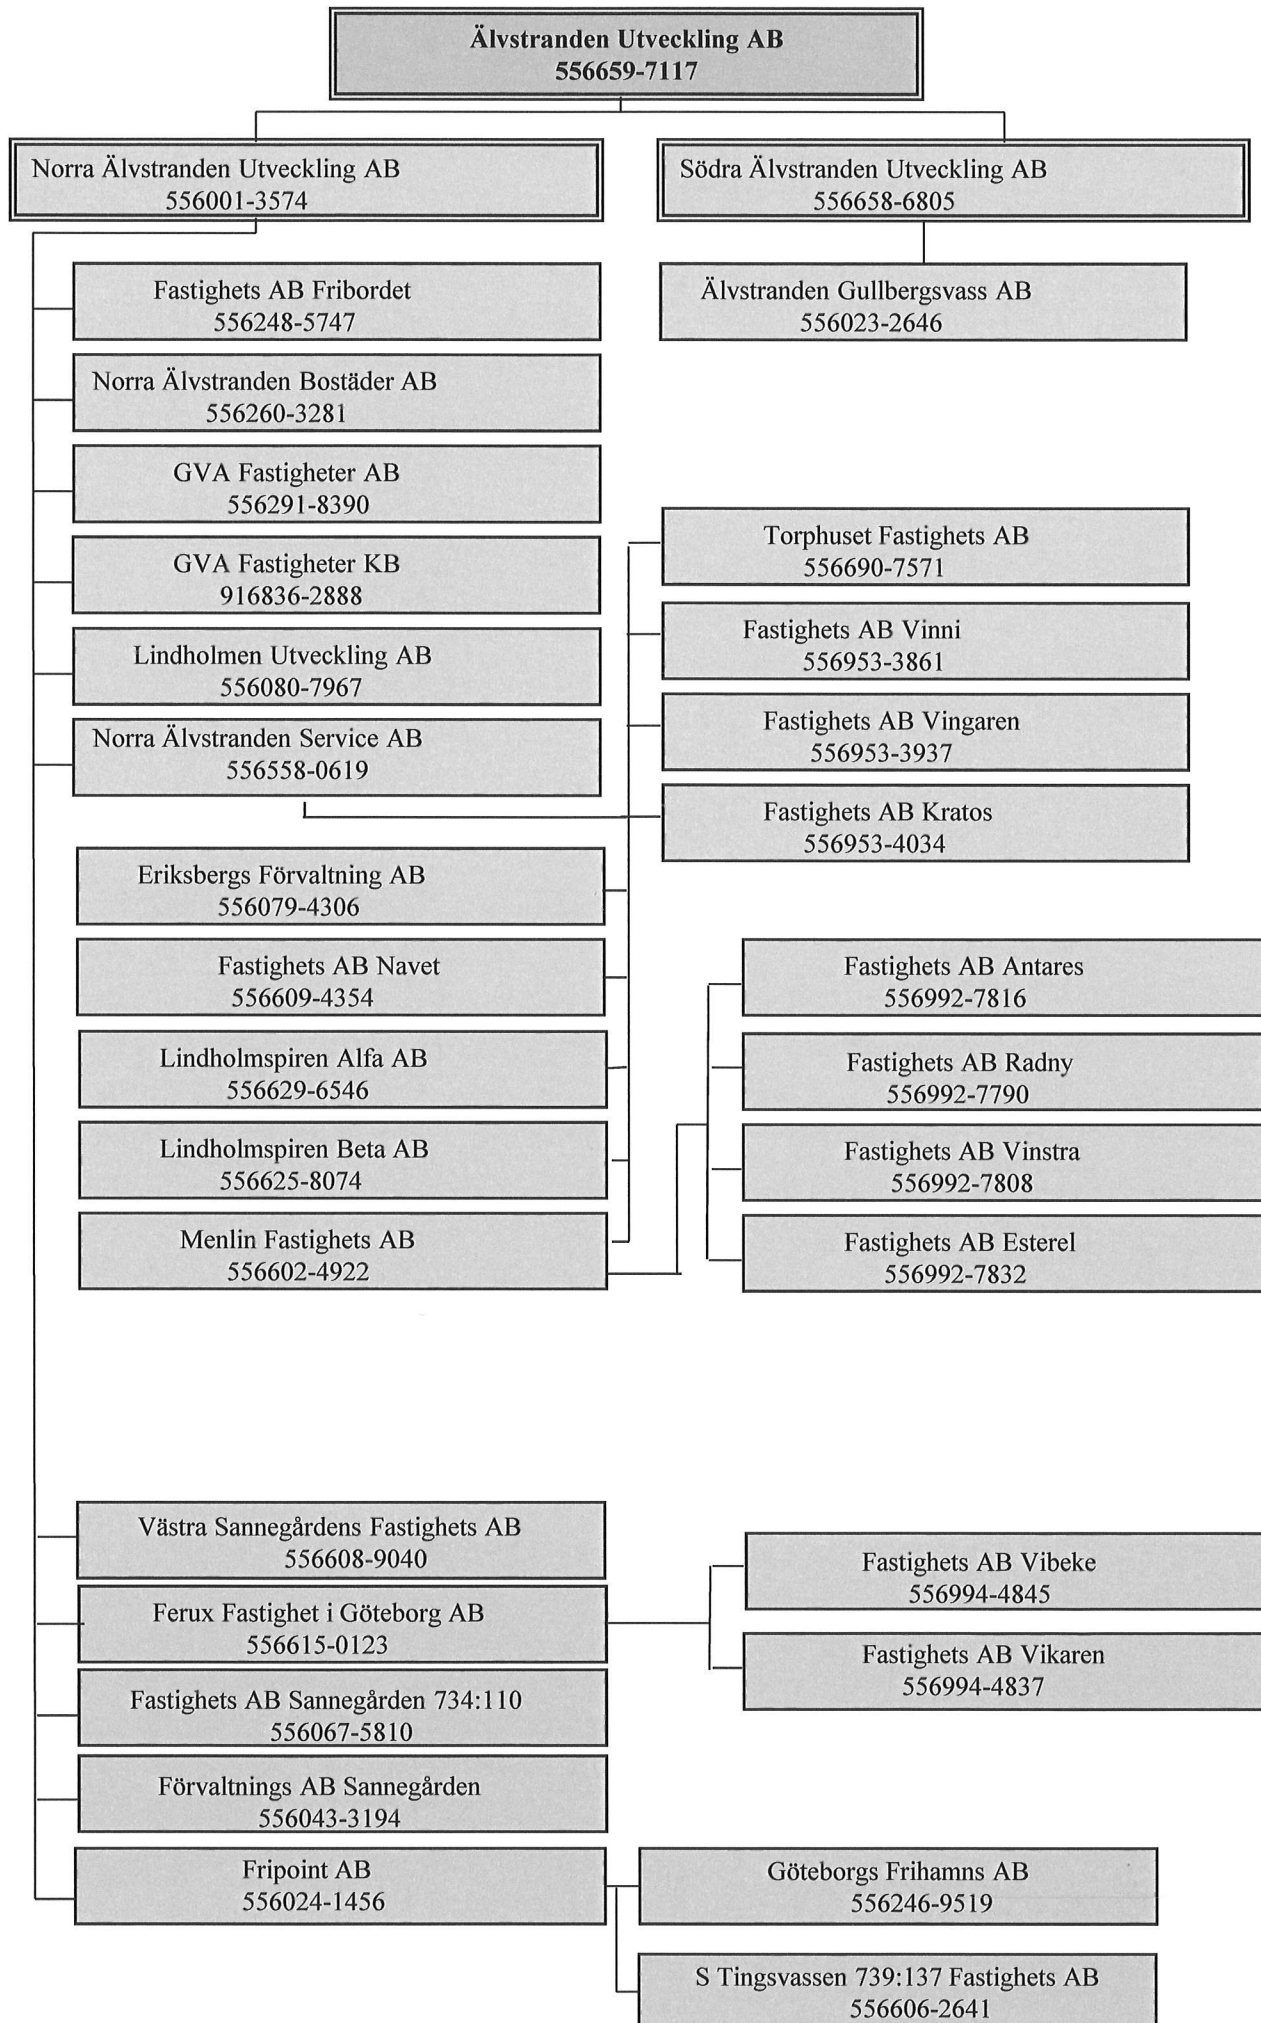 Älvstranden Utveckling AB
556659-7117
Norra Älvstranden Utveckling AB
556001-3574
Södra Älvstranden Utveckling AB
556658-6805
Fastighets AB Fribordet
556248-5747
Älvstranden Gullbergsvass AB
556023-2646
Norra Älvstranden Bostäder AB
556260-3281
GVA Fastigheter AB
556291-8390
GVA Fastigheter KB
916836-2888
Lindholmen Utveckling AB
556080-7967
Norra Älvstranden Service AB
556558-0619
Torphuset Fastighets AB
556690-7571
Fastighets AB Vinni
556953-3861
Fastighets AB Vingaren
556953-3937
Fastighets AB Kratos
556953-4034
Eriksbergs Förvaltning AB
556079-4306
Fastighets AB Navet
556609-4354
Lindholmspiren Alfa AB
556629-6546
Lindholmspiren Beta AB
556625-8074
Menlin Fastighets AB
556602-4922
Fastighets AB Antares
556992-7816
Fastighets AB Radny
556992-7790
Fastighets AB Vinstra
556992-7808
Fastighets AB Esterel
556992-7832
Västra Sannegårdens Fastighets AB
556608-9040
Ferux Fastighet i Göteborg AB
556615-0123
Fastighets AB Vibeke
556994-4845
Fastighets AB Vikaren
556994-4837
Fastighets AB Sannegården 734:110
556067-5810
Förvaltnings AB Sannegården
556043-3194
Fripoint AB
556024-1456
Göteborgs Frihamns AB
556246-9519
S Tingsvassen 739:137 Fastighets AB
556606-2641